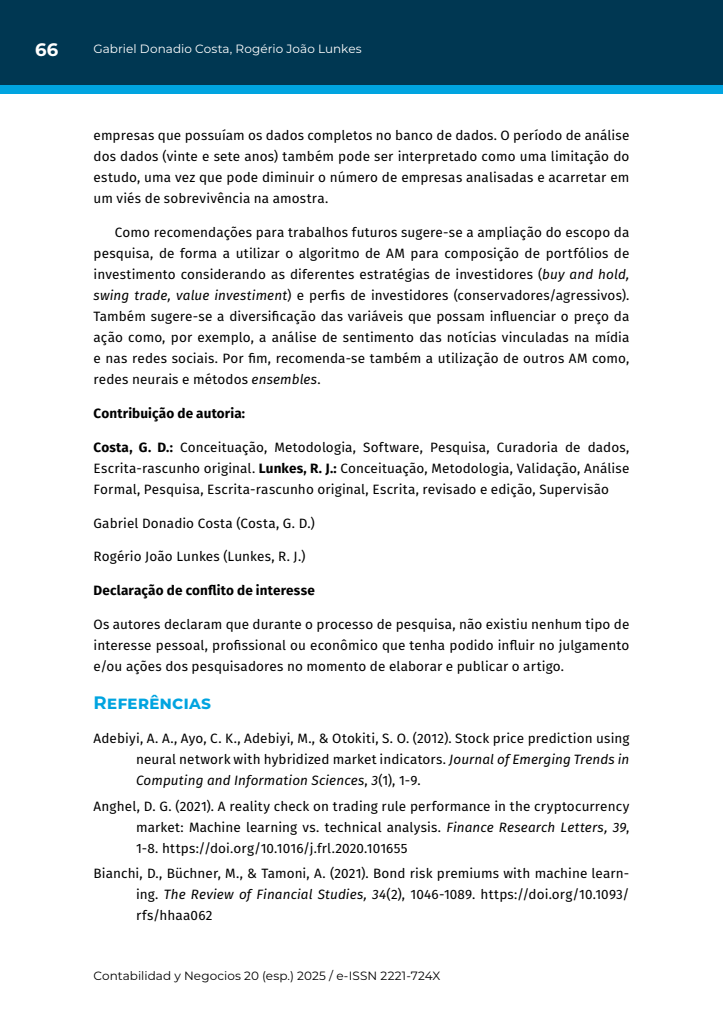 66
Gabriel Donadio Costa, Rogério João Lunkes
empresas que possuíam os dados completos no banco de dados. O período de análise
dos dados (vinte e sete anos) também pode ser interpretado como uma limitação do
estudo, uma vez que pode diminuir o número de empresas analisadas e acarretar em
um viés de sobrevivência na amostra.
Como recomendações para trabalhos futuros sugere-se a ampliação do escopo da
pesquisa, de forma a utilizar o algoritmo de AM para composição de portfólios de
investimento considerando as diferentes estratégias de investidores (buy and hold,
swing trade, value investiment) e perfis de investidores (conservadores/agressivos).
Também sugere-se a diversificação das variáveis que possam influenciar o preço da
ação como, por exemplo, a análise de sentimento das notícias vinculadas na mídia
e nas redes sociais. Por fim, recomenda-se também a utilização de outros AM como,
redes neurais e métodos ensembles.
Contribuição de autoria:
Costa, G. D.: Conceituação, Metodologia, Software, Pesquisa, Curadoria de dados,
Escrita-rascunho original. Lunkes, R. J.: Conceituação, Metodologia, Validação, Análise
Formal, Pesquisa, Escrita-rascunho original, Escrita, revisado e edição, Supervisão
Gabriel Donadio Costa (Costa, G. D.)
Rogério João Lunkes (Lunkes, R. J.)
Declaração de conflito de interesse
Os autores declaram que durante o processo de pesquisa, não existiu nenhum tipo de
interesse pessoal, profissional ou econômico que tenha podido influir no julgamento
e/ou ações dos pesquisadores no momento de elaborar e publicar o artigo.
Referências
Adebiyi, A. A., Ayo, C. K., Adebiyi, M., & Otokiti, S. O. (2012). Stock price prediction using
neural network with hybridized market indicators. Journal of Emerging Trends in
Computing and Information Sciences, 3(1), 1-9.
Anghel, D. G. (2021). A reality check on trading rule performance in the cryptocurrency
market: Machine learning vs. technical analysis. Finance Research Letters, 39,
1-8. https://doi.org/10.1016/j.frl.2020.101655
Bianchi, D., Büchner, M., & Tamoni, A. (2021). Bond risk premiums with machine learn-
ing. The Review of Financial Studies, 34(2), 1046-1089. https://doi.org/10.1093/
rfs/hhaa062
Contabilidad y Negocios 20 (esp.) 2025 / e-ISSN 2221-724X